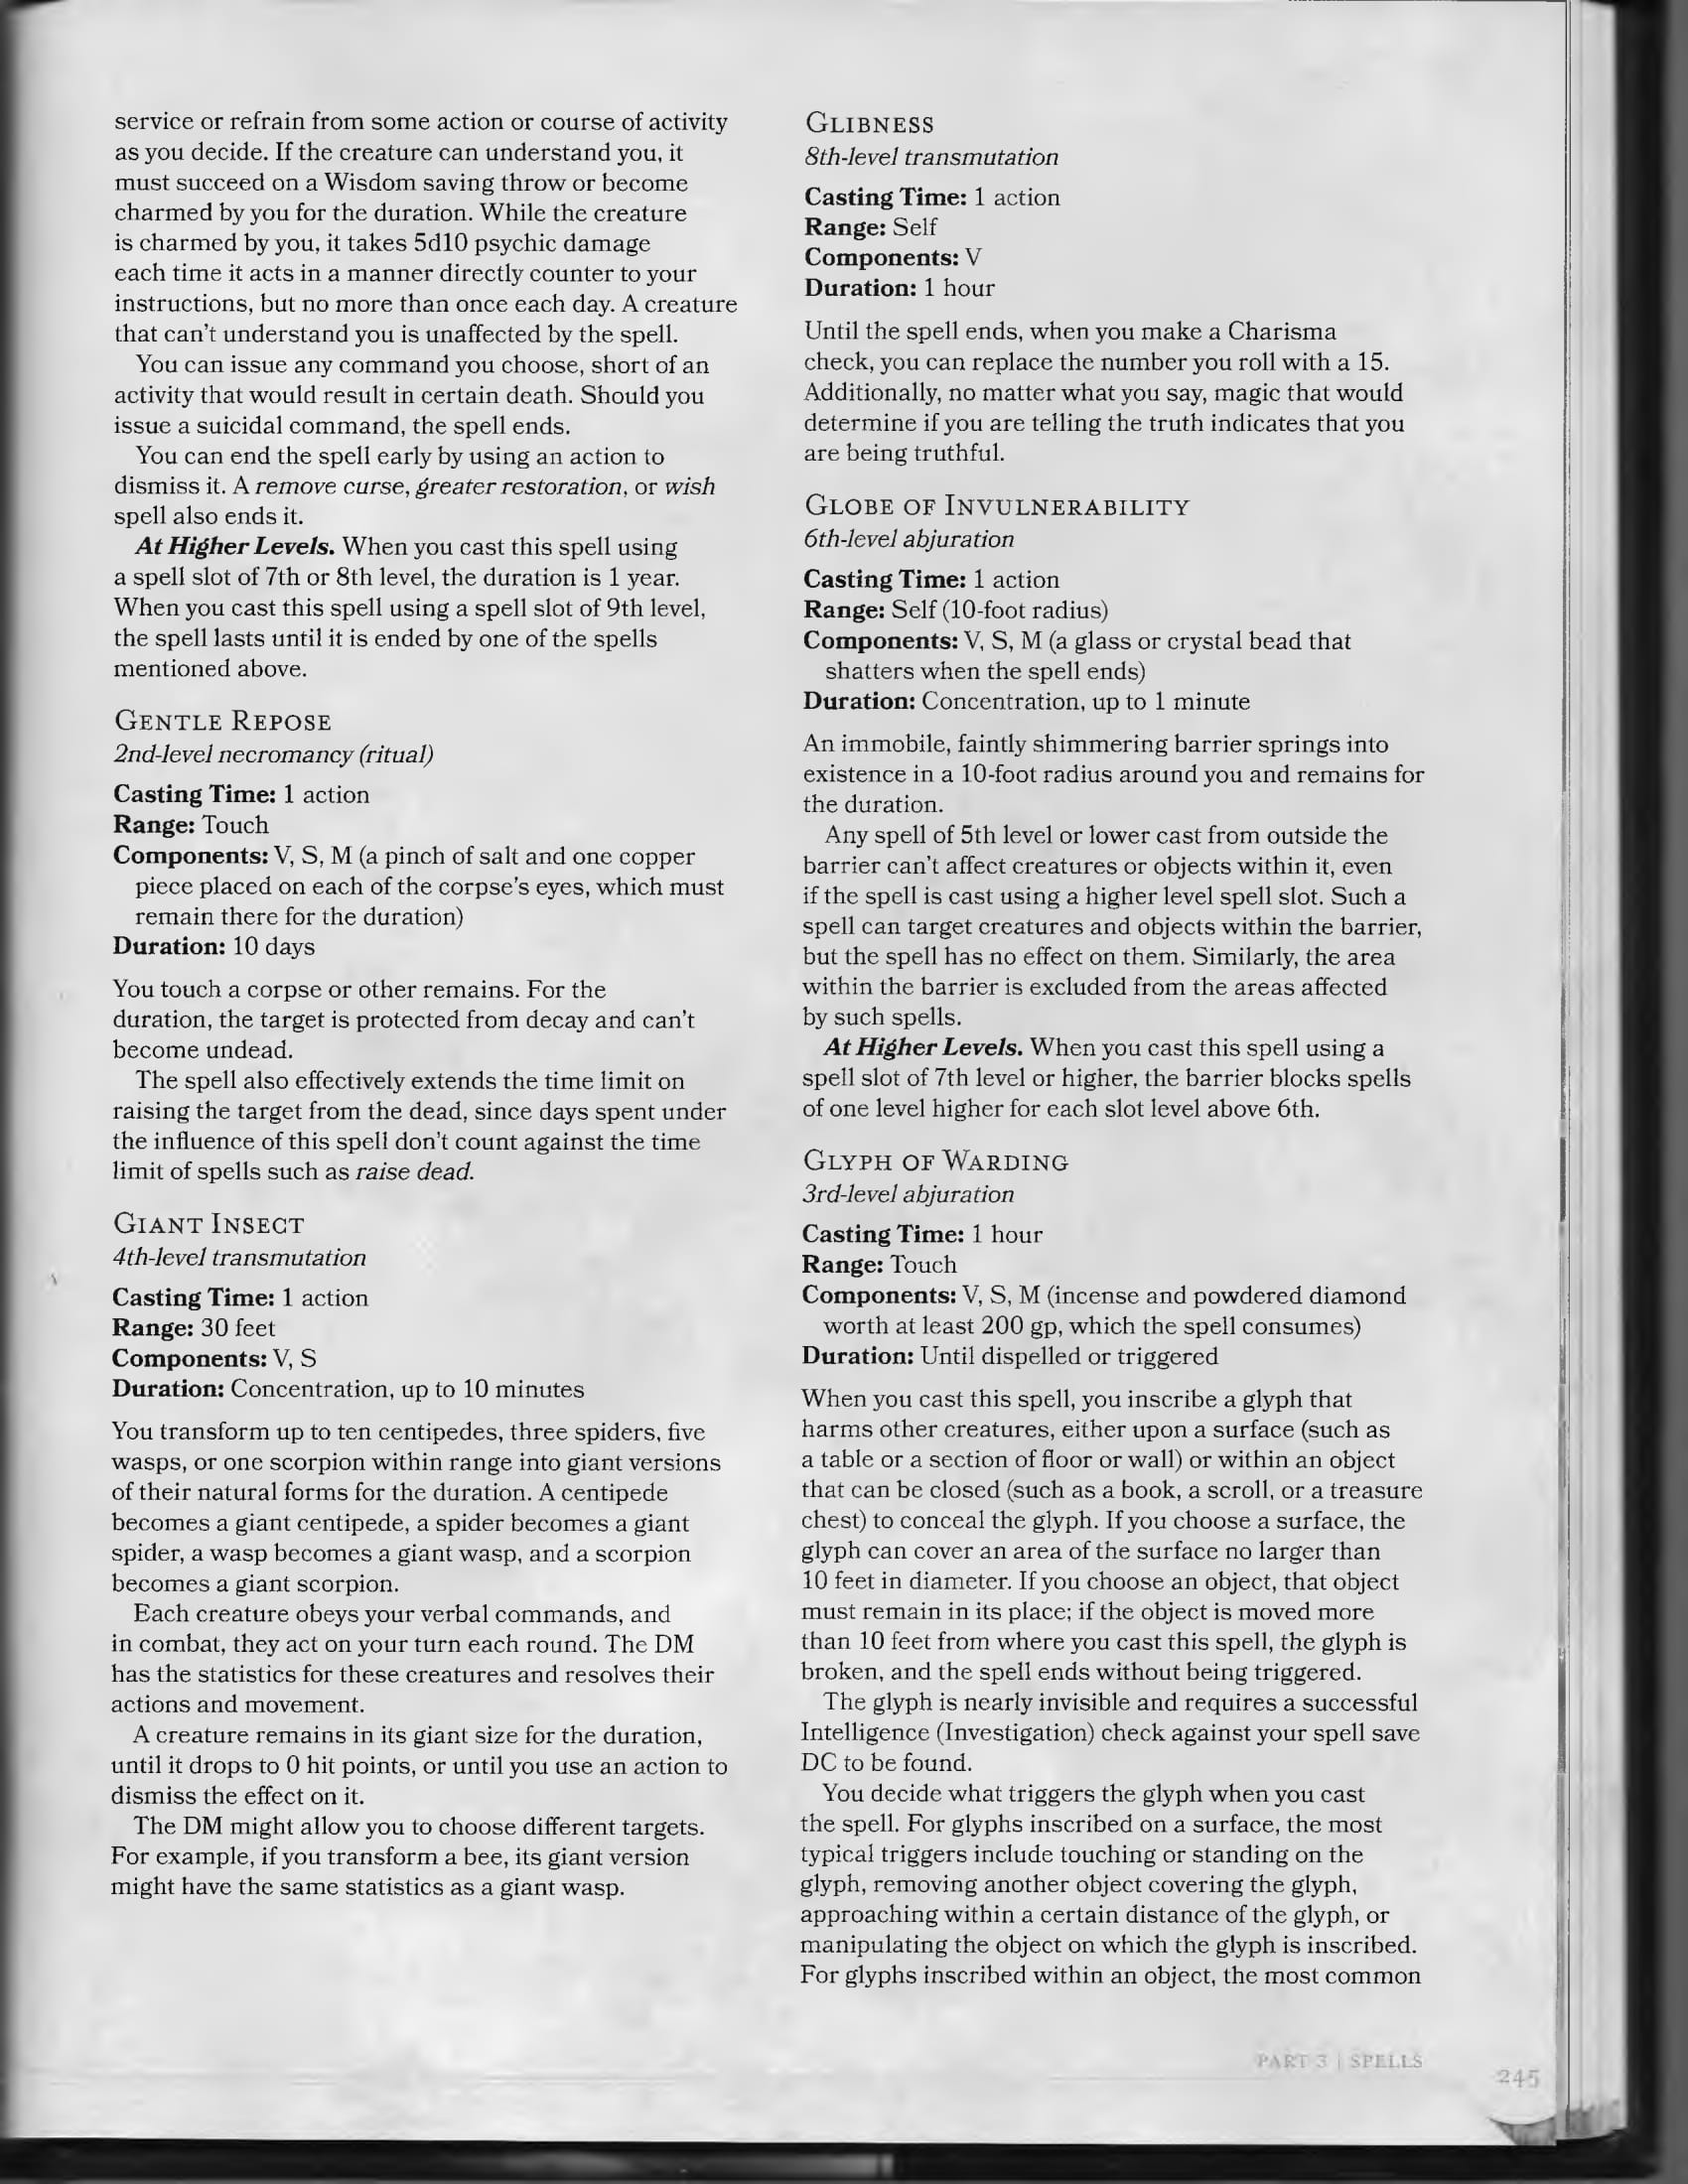 service or refrain from some action or course of activity
as you decide. If the creature can understand you, it
must succeed on a Wisdom saving throw or become
charmed by you for the duration. While the creature
is charmed by you, it takes 5d10 psychic damage
each time it acts in a manner directly counter to your
instructions, but no more than once each day. A creature
that can't understand you is unaffected by the spell.
You can issue any command you choose, short of an
activity that would result in certain death. Should you
issue a suicidal command, the spell ends.
You can end the spell early by using an action to
dismiss it. A remove curse, greater restoration, or wish
spell also ends it.
At Higher Levels. When you cast this spell using
a spell slot of 7th or 8th level, the duration is 1 year.
When you cast this spell using a spell slot of 9th level,
the spell lasts until it is ended by one of the spells
mentioned above.
GENTLE REPOSE
2nd-level necromancy (ritual)
Casting Time: 1 action
Range: Touch
Components: V, S, M (a pinch of salt and one copper
piece placed on each of the corpse's eyes, which must
remain there for the duration)
Duration: 10 days
You touch a corpse or other remains. For the
duration, the target is protected from decay and can't
become undead.
The spell also effectively extends the time limit on
raising the target from the dead, since days spent under
the influence of this spell don't count against the time
limit of spells such as raise dead.
GIANT INSECT
4th-level transmutation
Casting Time: 1 action
Range: 30 feet
Components: V, S
Duration: Concentration, up to 10 minutes
You transform up to ten centipedes, three spiders, five
wasps, or one scorpion within range into giant versions
of their natural forms for the duration. A centipede
becomes a giant centipede, a spider becomes a giant
spider, a wasp becomes a giant wasp, and a scorpion
becomes a giant scorpion.
Each creature obeys your verbal commands, and
in combat, they act on your turn each round. The DM
has the statistics for these creatures and resolves their
actions and movement.
A creature remains in its giant size for the duration,
until it drops to 0 hit points, or until you use an action to
dismiss the effect on it.
The DM might allow you to choose different targets.
For example, if you transform a bee, its giant version
might have the same statistics as a giant wasp.
GLIBNESS
8th-level transmutation
Casting Time: 1 action
Range: Self
Components: V
Duration: 1 hour
Until the spell ends, when you make a Charisma
check, you can replace the number you roll with a 15.
Additionally, no matter what you say, magic that would
determine if you are telling the truth indicates that you
are being truthful.
GLOBE OF INVULNERABILITY
6th-level abjuration
Casting Time: 1 action
Range: Self (10-foot radius)
Components: V, S, M (a glass or crystal bead that
shatters when the spell ends)
Duration: Concentration, up to 1 minute
An immobile, faintly shimmering barrier springs into
existence in a 10-foot radius around you and remains for
the duration.
Any spell of 5th level or lower cast from outside the
barrier can't affect creatures or objects within it, even
if the spell is cast using a higher level spell slot. Such a
spell can target creatures and objects within the barrier,
but the spell has no effect on them. Similarly, the area
within the barrier is excluded from the areas affected
by such spells.
At Higher Levels. When you cast this spell using a
spell slot of 7th level or higher, the barrier blocks spells
of one level higher for each slot level above 6th.
GLYPH OF WARDING
3rd-level abjuration
Casting Time: 1 hour
Range: Touch
Components: V, S, M (incense and powdered diamond
worth at least 200 gp, which the spell consumes)
Duration: Until dispelled or triggered
When you cast this spell, you inscribe a glyph that
harms other creatures, either upon a surface (such as
a table or a section of floor or wall) or within an object
that can be closed (such as a book, a scroll, or a treasure
chest) to conceal the glyph. If you choose a surface, the
glyph can cover an area of the surface no larger than
10 feet in diameter. If you choose an object, that object
must remain in its place; if the object is moved more
than 10 feet from where you cast this spell, the glyph is
broken, and the spell ends without being triggered.
The glyph is nearly invisible and requires a successful
Intelligence (Investigation) check against your spell save
DC to be found.
You decide what triggers the glyph when you cast
the spell. For glyphs inscribed on a surface, the most
typical triggers include touching or standing on the
glyph, removing another object covering the glyph,
approaching within a certain distance of the glyph, or
manipulating the object on which the glyph is inscribed.
For glyphs inscribed within an object, the most common
PART 3 | SPELLS
245